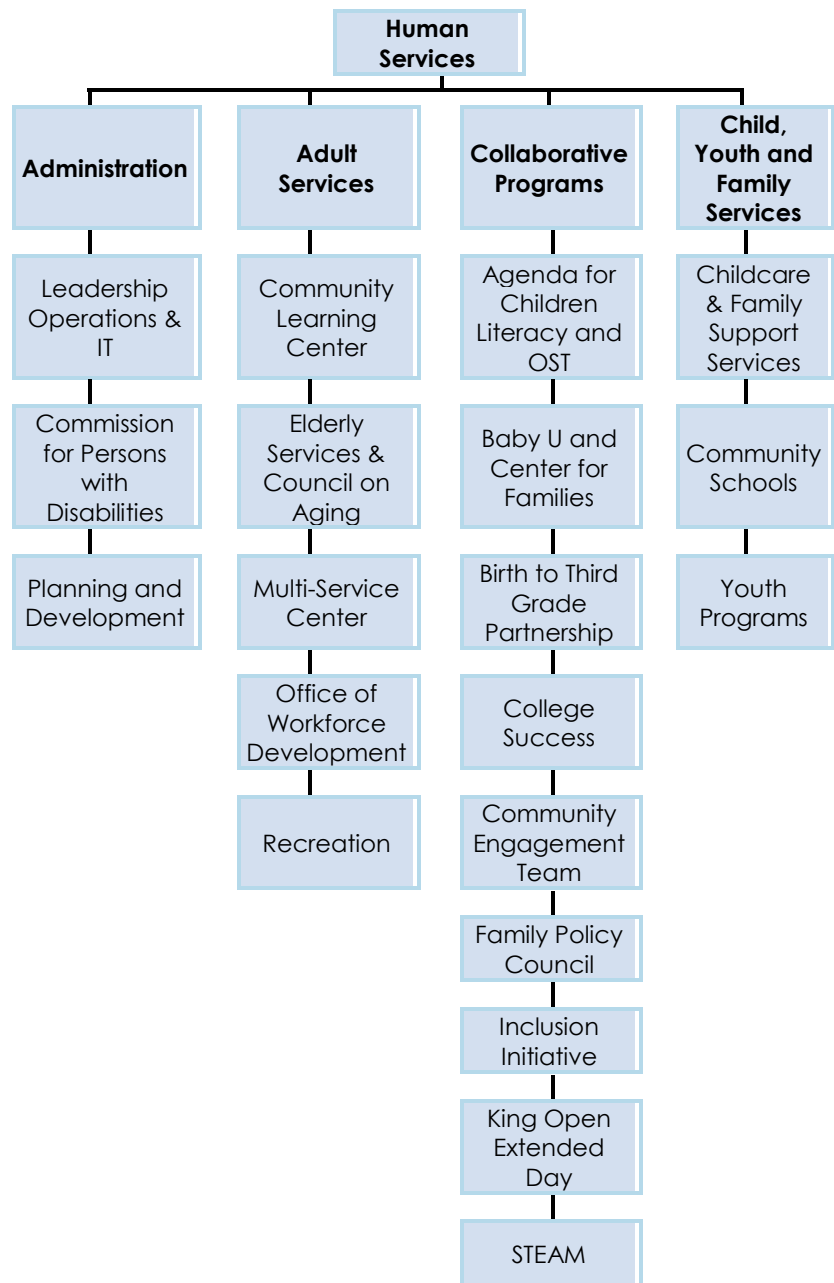 Human
Services
Administration
Adult
Services
Collaborative
Programs
Child,
Youth and
Family
Services
Leadership
Operations &
IT
Commission
for Persons
with
Disabilities
Planning and
Development
Community
Learning
Center
Elderly
Services &
Council on
Aging
Multi-Service
Center
Office of
Workforce
Development
Recreation
Agenda for
Children
Literacy and
OST
Baby U and
Center for
Families
Birth to Third
Grade
Partnership
College
Success
Community
Engagement
Team
Family Policy
Council
Inclusion
Initiative
King Open
Extended
Day
STEAM
Childcare
& Family
Support
Services
Community
Schools
Youth
Programs